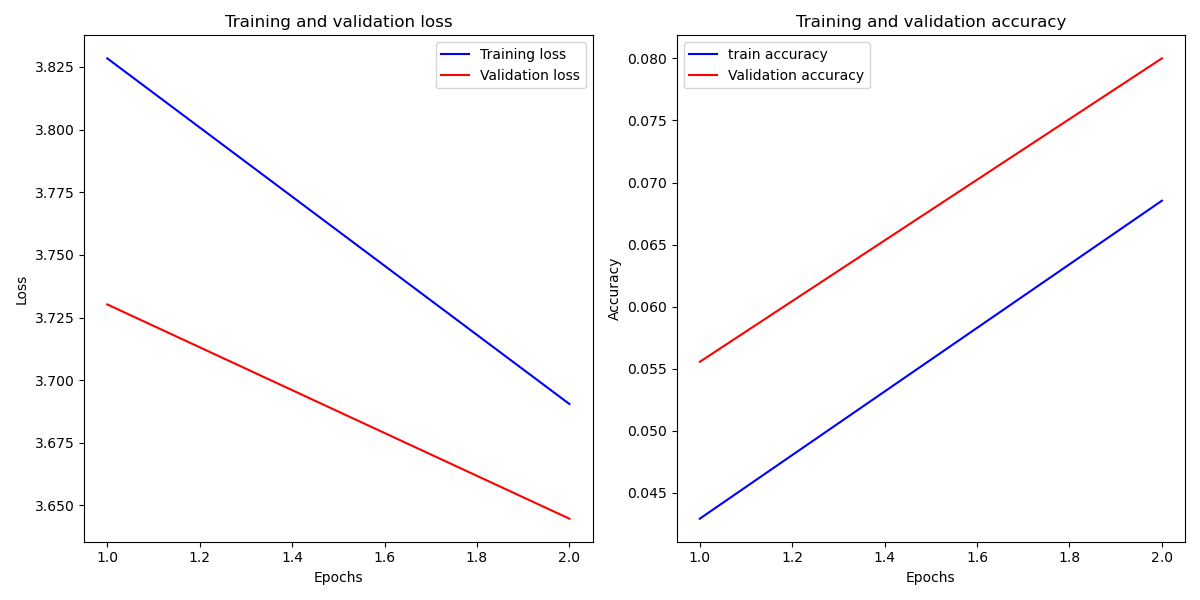 Training and validation loss
Training loss
Validation loss
3.825
3.800
3.775
3.750
3.725
3.700
3.675
3.650
Loss
1.0 1.2 1.4 1.6 1.8 2.0
Epochs
Training and validation accuracy
train accuracy
Validation accuracy
0.080
0.075
0.070
0.065
0.060
0.055
0.050
0.045
Accuracy
1.0 1.2 1.4 1.6 1.8 2.0
Epochs